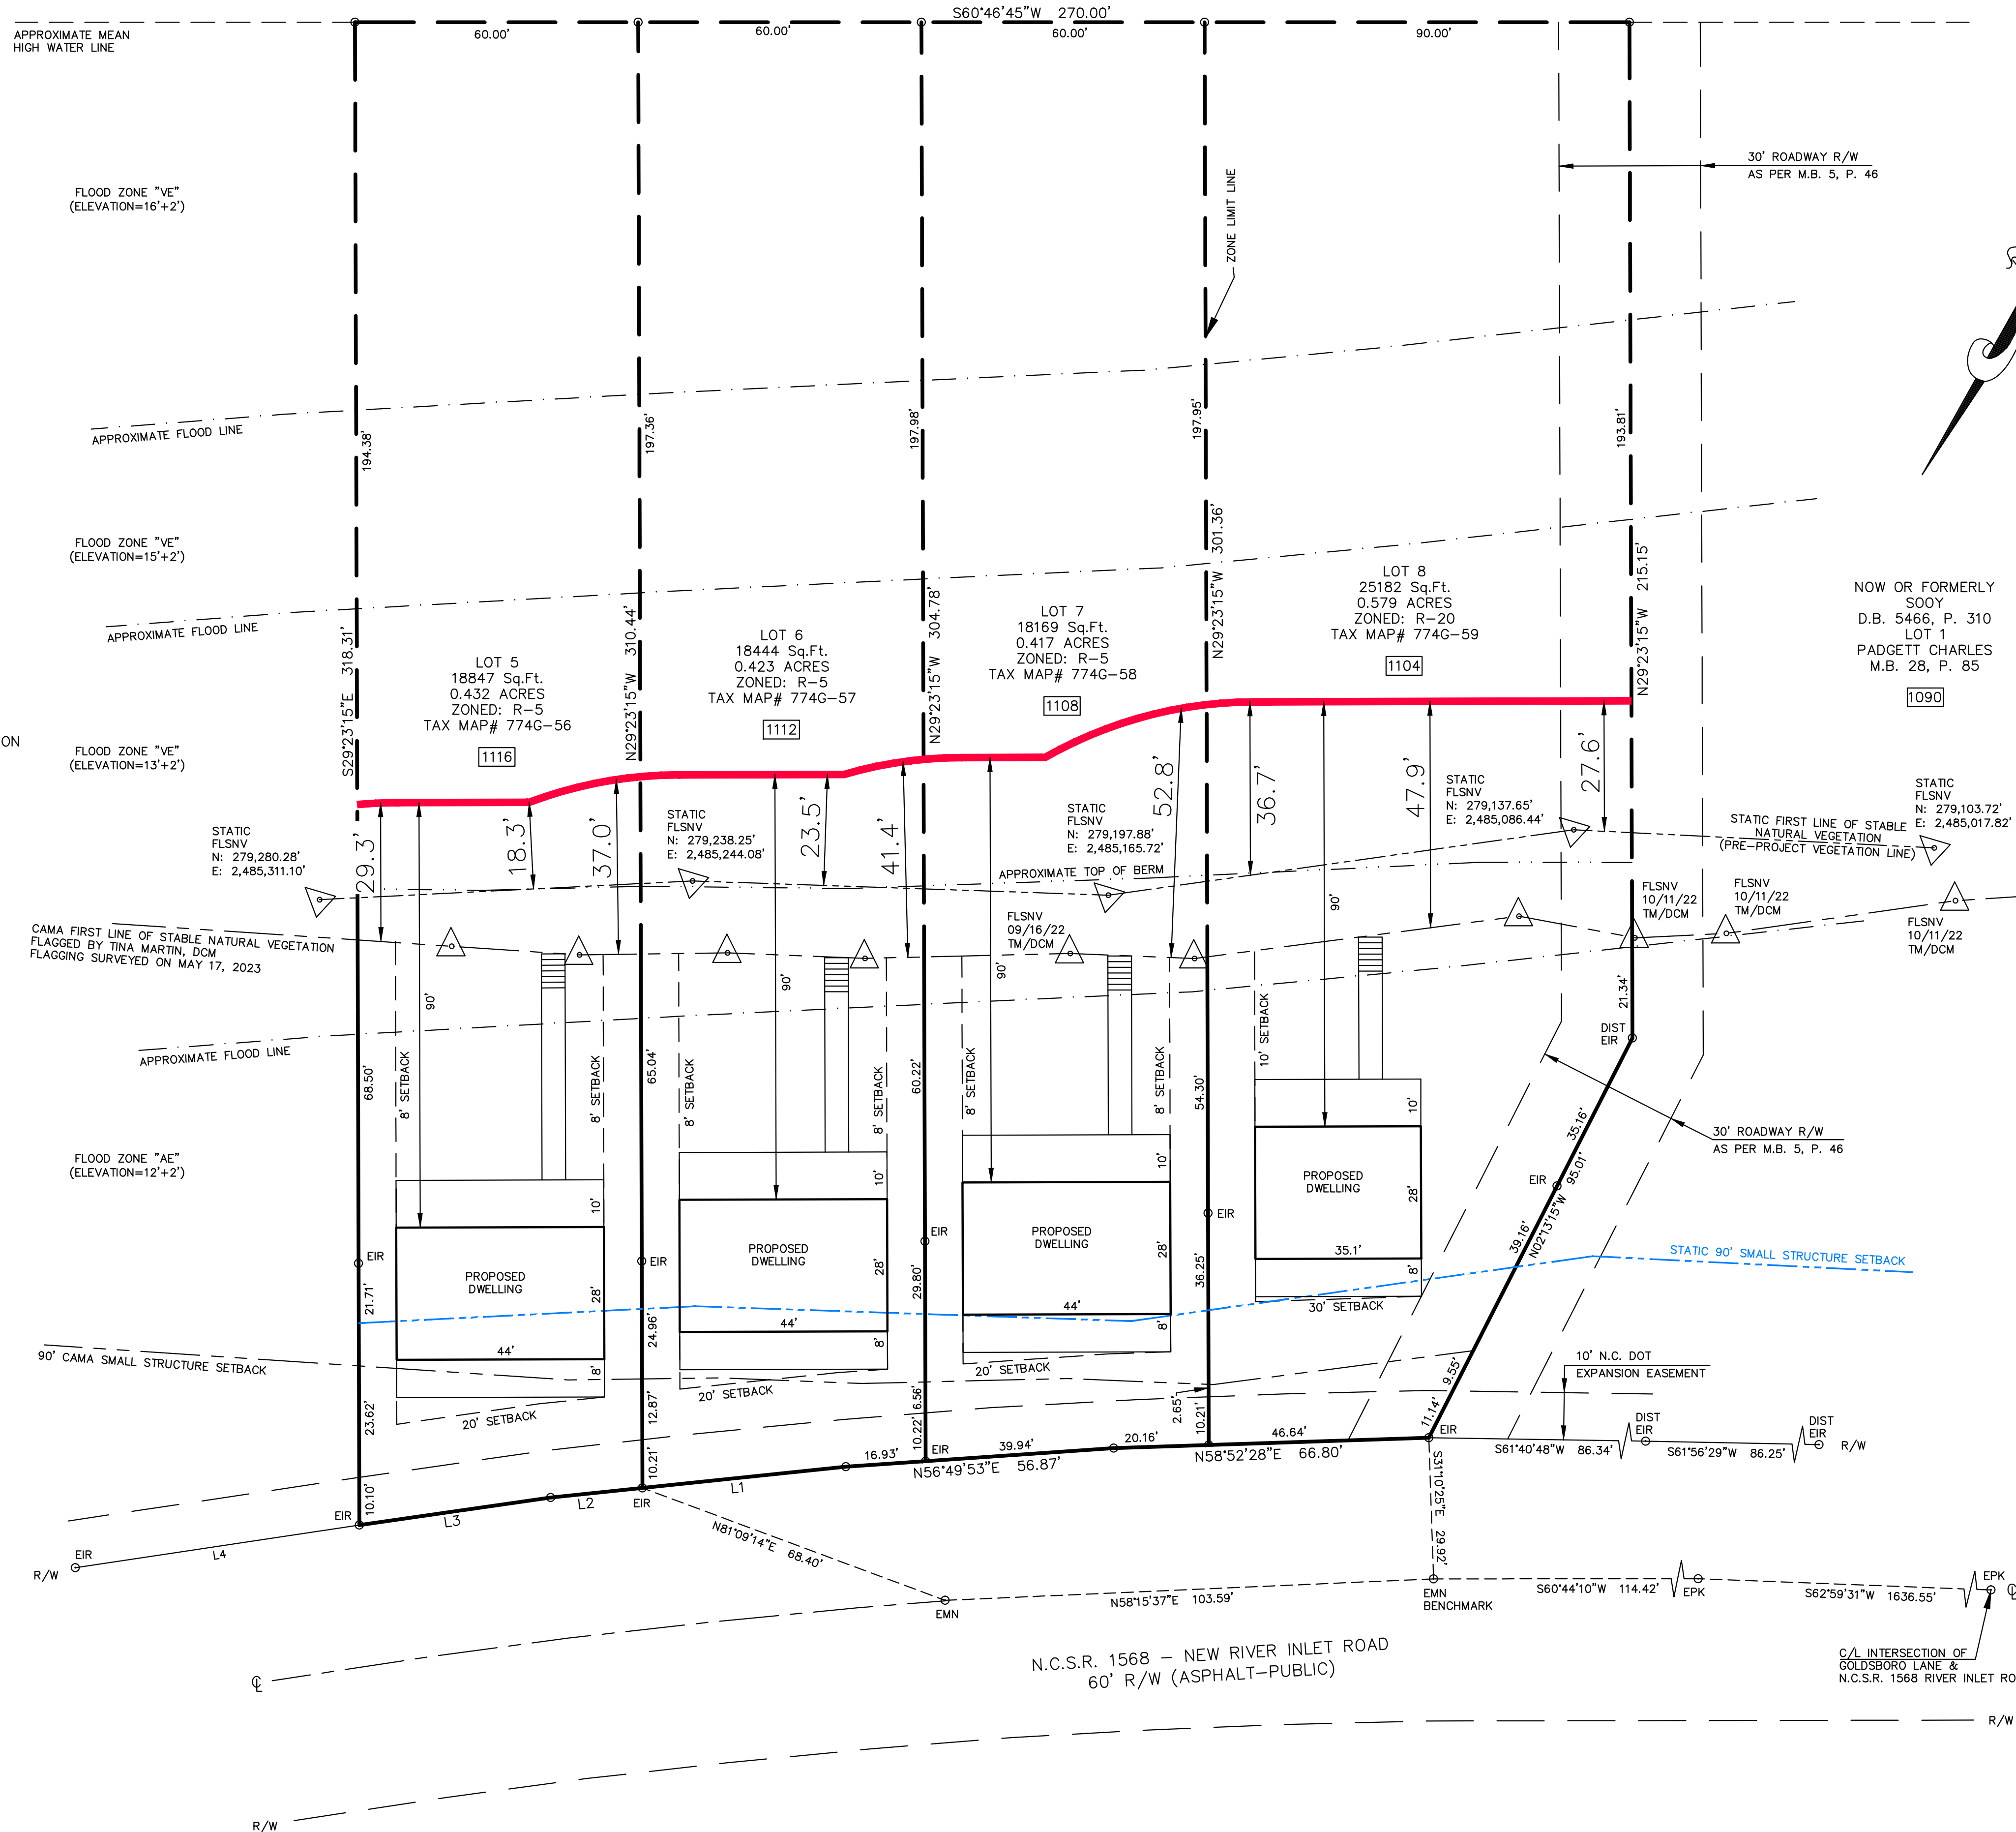 S60°46'45"W 270.00'
APPROXIMATE MEAN
HIGH WATER LINE
60.00'
60.00'
60.00'
90.00'
30' ROADWAY R/W
AS PER M.B. 5, P. 46
FLOOD ZONE "VE"
(ELEVATION=16'+2')
ZONE LIMIT LINE
APPROXIMATE FLOOD LINE
194.38'
197.36'
197.98'
197.95'
193.81'
FLOOD ZONE "VE"
(ELEVATION=15'+2')
APPROXIMATE FLOOD LINE
S29°23'15"E 318.31'
N29°23'15"W 310.44'
N29°23'15"W 304.78'
N29°23'15"W 301.36'
N29°23'15"W 215.15'
LOT 5
18847 Sq.Ft.
0.432 ACRES
ZONED: R-5
TAX MAP# 774G-56
1116
LOT 6
18444 Sq.Ft.
0.423 ACRES
ZONED: R-5
TAX MAP# 774G-57
1112
LOT 7
18169 Sq.Ft.
0.417 ACRES
ZONED: R-5
TAX MAP# 774G-58
1108
LOT 8
25182 Sq.Ft.
0.579 ACRES
ZONED: R-20
TAX MAP# 774G-59
1104
NOW OR FORMERLY
SOOY
D.B. 5466, P. 310
LOT 1
PADGETT CHARLES
M.B. 28, P. 85
1090
ON
FLOOD ZONE "VE"
(ELEVATION=13'+2')
STATIC
FLSNV
N: 279,280.28'
E: 2,485,311.10'
29.3'
18.3'
37.0'
STATIC
FLSNV
N: 279,238.25'
E: 2,485,244.08'
23.5'
41.4'
STATIC
FLSNV
N: 279,197.88'
E: 2,485,165.72'
52.8'
36.7'
47.9'
STATIC
FLSNV
N: 279,137.65'
E: 2,485,086.44'
27.6'
STATIC
FLSNV
N: 279,103.72'
E: 2,485,017.82'
STATIC FIRST LINE OF STABLE
NATURAL VEGETATION
(PRE-PROJECT VEGETATION LINE)
APPROXIMATE TOP OF BERM
CAMA FIRST LINE OF STABLE NATURAL VEGETATION
FLAGGED BY TINA MARTIN, DCM
FLAGGING SURVEYED ON MAY 17, 2023
FLSNV
09/16/22
TM/DCM
FLSNV
10/11/22
TM/DCM
FLSNV
10/11/22
TM/DCM
FLSNV
10/11/22
TM/DCM
90'
90'
90'
90'
APPROXIMATE FLOOD LINE
68.50'
8' SETBACK
8' SETBACK
65.04'
8' SETBACK
8' SETBACK
60.22'
8' SETBACK
8' SETBACK
54.30'
10' SETBACK
21.34'
DIST
EIR
30' ROADWAY R/W
AS PER M.B. 5, P. 46
FLOOD ZONE "AE"
(ELEVATION=12'+2')
10'
10'
10'
10'
35.16'
EIR
N02°13'15"W 95.01'
39.16'
PROPOSED
DWELLING
PROPOSED
DWELLING
PROPOSED
DWELLING
PROPOSED
DWELLING
28'
28'
28'
28'
EIR
EIR
EIR
EIR
21.71'
24.96'
29.80'
36.25'
44'
44'
44'
35.1'
8'
8'
8'
8'
STATIC 90' SMALL STRUCTURE SETBACK
90' CAMA SMALL STRUCTURE SETBACK
20' SETBACK
20' SETBACK
20' SETBACK
30' SETBACK
10' N.C. DOT
EXPANSION EASEMENT
23.62'
12.87'
6.56'
2.65'
9.55'
10.10'
10.21'
10.22'
10.21'
11.14'
EIR
EIR
EIR
EIR
16.93'
39.94'
20.16'
46.64'
N56°49'53"E 56.87'
N58°52'28"E 66.80'
DIST
EIR
DIST
EIR
R/W
S61°40'48"W 86.34'
S61°56'29"W 86.25'
L1
L2
L3
L4
EIR
R/W
S31°10'25"E 29.92'
N81°09'14"E 68.40'
EMN
N58°15'37"E 103.59'
EMN
BENCHMARK
S60°44'10"W 114.42'
EPK
S62°59'31"W 1636.55'
EPK
℄
C/L INTERSECTION OF
GOLDSBORO LANE &
N.C.S.R. 1568 RIVER INLET RO
N.C.S.R. 1568 - NEW RIVER INLET ROAD
60' R/W (ASPHALT-PUBLIC)
℄
R/W
R/W